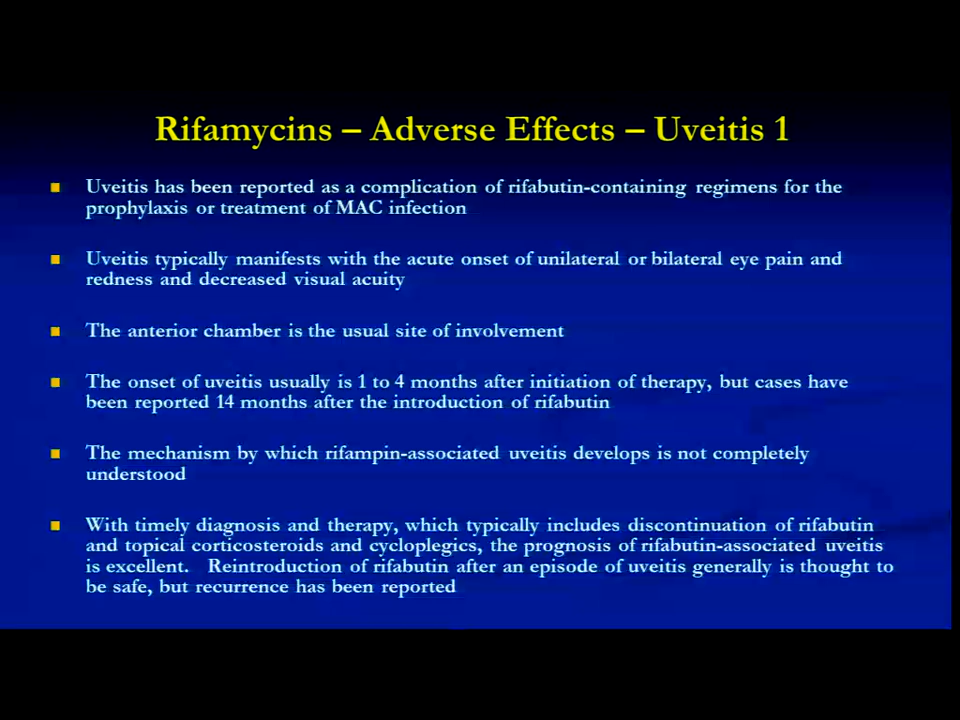 Rifamycins – Adverse Effects – Uveitis 1
Uveitis has been reported as a complication of rifabutin-containing regimens for the
prophylaxis or treatment of MAC infection
Uveitis typically manifests with the acute onset of unilateral or bilateral eye pain and
redness and decreased visual acuity
The anterior chamber is the usual site of involvement
The onset of uveitis usually is 1 to 4 months after initiation of therapy, but cases have
been reported 14 months after the introduction of rifabutin
The mechanism by which rifampin-associated uveitis develops is not completely
understood
With timely diagnosis and therapy, which typically includes discontinuation of rifabutin
and topical corticosteroids and cycloplegics, the prognosis of rifabutin-associated uveitis
is excellent. Reintroduction of rifabutin after an episode of uveitis generally is thought to
be safe, but recurrence has been reported